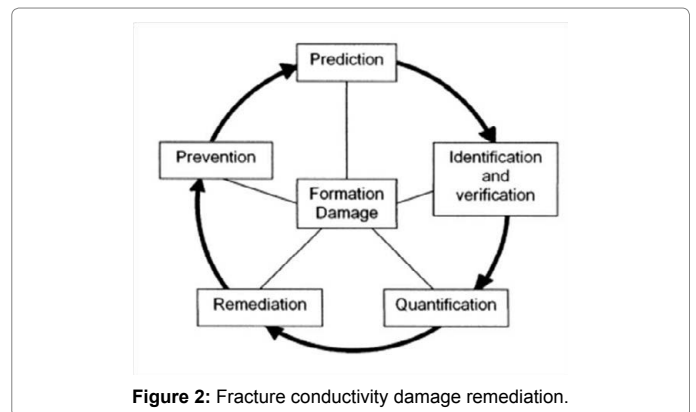 Prediction
Identification
and
verification
Prevention
Formation
Damage
Remediation
Quantification
Figure 2: Fracture conductivity damage remediation.